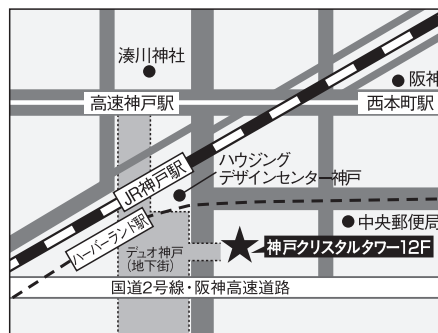 湊川神社
阪神
高速神戸駅
西本町駅
JR神戸駅
ハウジング
デザインセンター神戸
ハーバーランド駅
中央郵便局
デュオ神戸
(地下街)
神戸クリスタルタワー12F
国道2号線・阪神高速道路